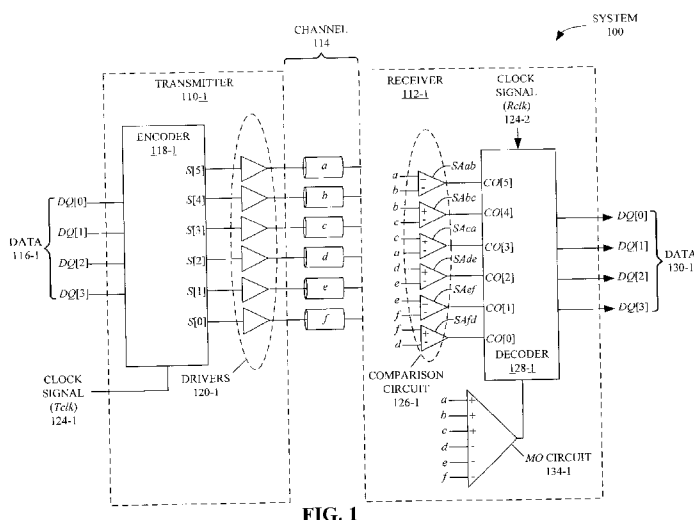 SYSTEM
100
CHANNEL
114
TRANSMITTER
110-1
RECEIVER
112-1
ENCODER
118-1
CLOCK
SIGNAL
(Rclk)
124-2
DATA
116-1
DQ[0]
DQ[1]
DQ[2]
DQ[3]
S[5]
S[4]
S[3]
S[2]
S[1]
S[0]
a
b
c
d
e
f
a
b
b
c
c
a
d
e
e
f
f
d
+
-
+
-
+
-
+
-
-
+
-
SAab
SAbc
SAca
SAde
SAef
SAfd
CO[5]
CO[4]
CO[3]
CO[2]
CO[1]
CO[0]
DECODER
128-1
DQ[0]
DQ[1]
DQ[2]
DQ[3]
DATA
130-1
CLOCK
SIGNAL
(Tclk)
124-1
DRIVERS
120-1
COMPARISON
CIRCUIT
126-1
a +
b +
c +
d -
e -
f -
MO CIRCUIT
134-1
FIG. 1